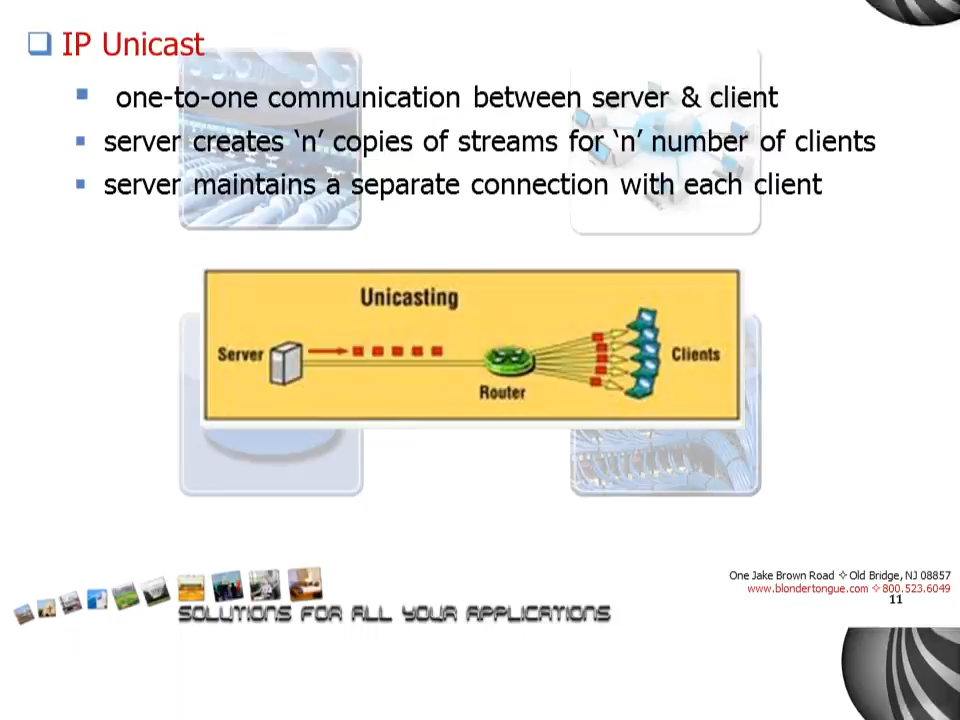 IP Unicast
one-to-one communication between server & client
server creates ‘n’ copies of streams for ‘n’ number of clients
server maintains a separate connection with each client
Unicasting
Server
Clients
Router
One Jake Brown Road ✧ Old Bridge, NJ 08857
www.blondertongue.com ✧ 800.523.6049
11
SOLUTIONS FOR ALL YOUR APPLICATIONS